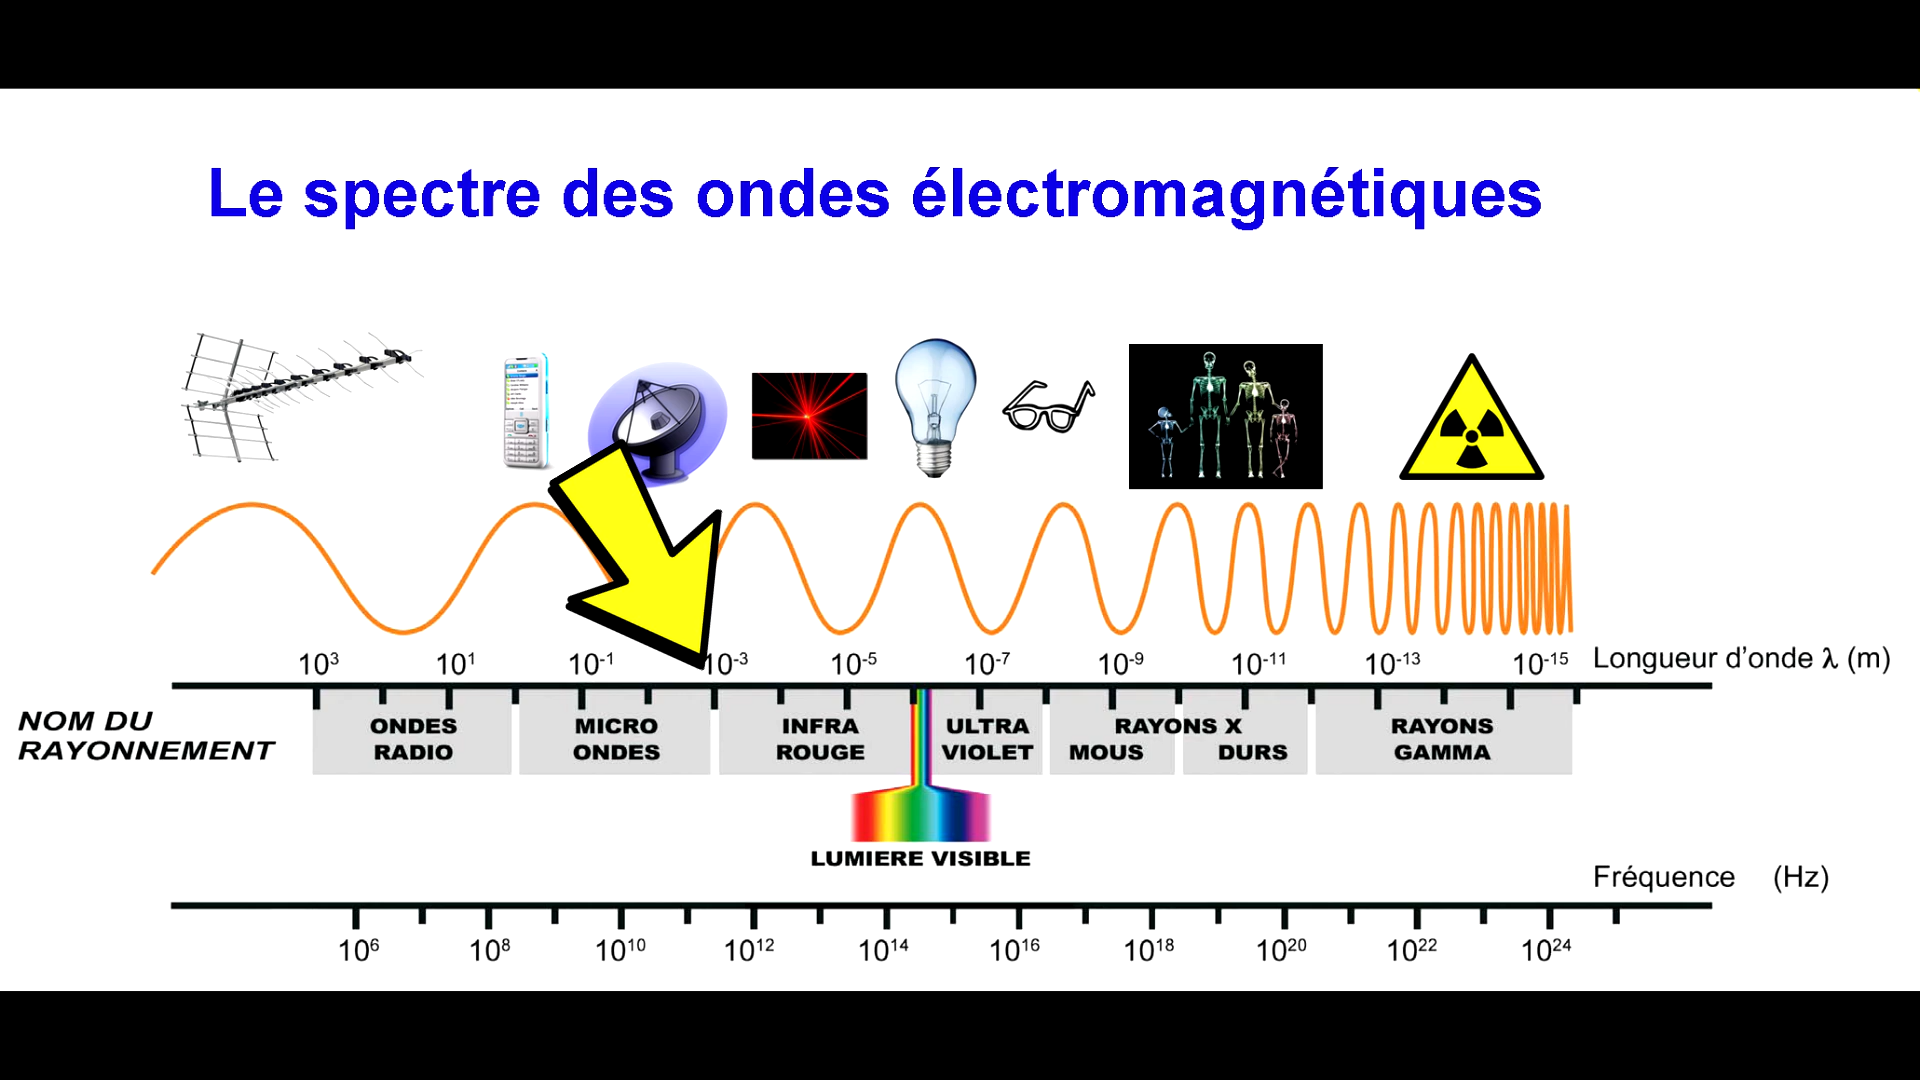 Le spectre des ondes électromagnétiques
10³ 10¹ 10⁻¹ 10⁻³ 10⁻⁵ 10⁻⁷ 10⁻⁹ 10⁻¹¹ 10⁻¹³ 10⁻¹⁵ Longueur d’onde λ (m)
NOM DU
RAYONNEMENT
ONDES
RADIO
MICRO
ONDES
INFRA
ROUGE
ULTRA
VIOLET
RAYONS X
MOUS DURS
RAYONS
GAMMA
LUMIERE VISIBLE
Fréquence (Hz)
10⁶ 10⁸ 10¹⁰ 10¹² 10¹⁴ 10¹⁶ 10¹⁸ 10²⁰ 10²² 10²⁴